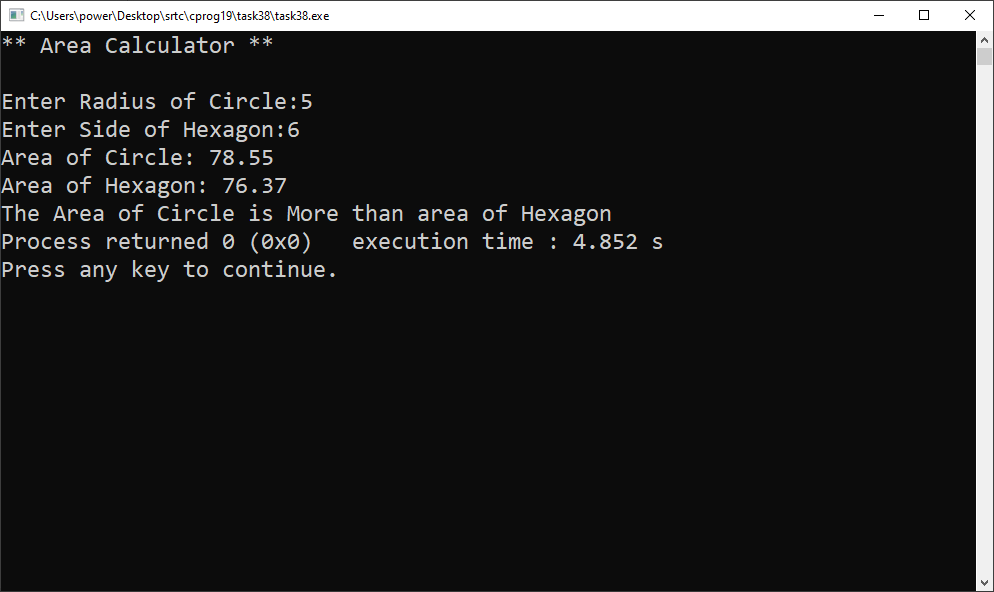 C:\Users\power\Desktop\srtc\cprog19\task38\task38.exe
** Area Calculator **
Enter Radius of Circle:5
Enter Side of Hexagon:6
Area of Circle: 78.55
Area of Hexagon: 76.37
The Area of Circle is More than area of Hexagon
Process returned 0 (0x0)   execution time : 4.852 s
Press any key to continue.